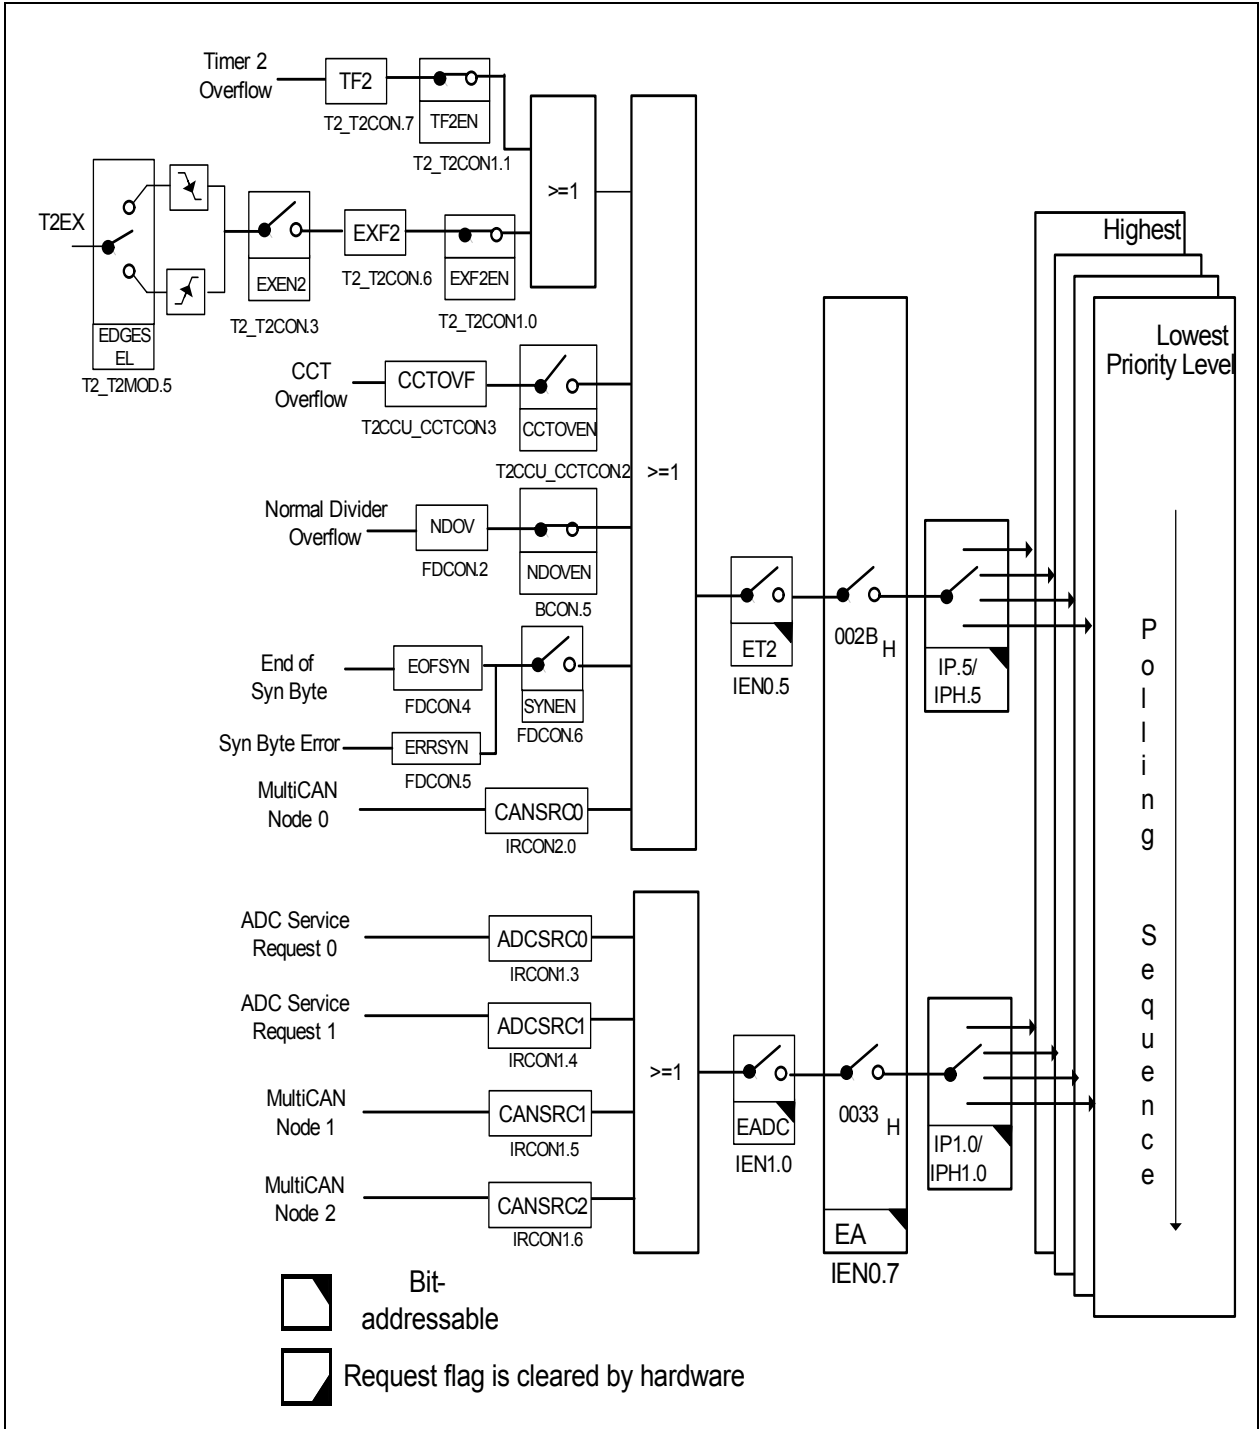 Timer 2
Overflow
TF2
T2_T2CON.7
TF2EN
T2_T2CON1.1
>=1
T2EX
EDGES
EL
T2_T2MOD.5
EXEN2
T2_T2CON.3
EXF2
T2_T2CON.6
EXF2EN
T2_T2CON1.0
CCT
Overflow
CCTOVF
T2CCU_CCTCON.3
CCTOVEN
T2CCU_CCTCON.2
>=1
Normal Divider
Overflow
NDOV
FDCON.2
NDOVEN
BCON.5
End of
Syn Byte
EOFSYN
FDCON.4
SYNEN
FDCON.6
Syn Byte Error
ERRSYN
FDCON.5
MultiCAN
Node 0
CANSRC0
IRCON2.0
ET2
IEN0.5
002B H
IP.5/
IPH.5
Highest
Lowest
Priority Level
Polling Sequence
ADC Service
Request 0
ADCSRC0
IRCON1.3
ADC Service
Request 1
ADCSRC1
IRCON1.4
MultiCAN
Node 1
CANSRC1
IRCON1.5
MultiCAN
Node 2
CANSRC2
IRCON1.6
>=1
EADC
IEN1.0
0033 H
IP1.0/
IPH1.0
EA
IEN0.7
Bit-
addressable
Request flag is cleared by hardware